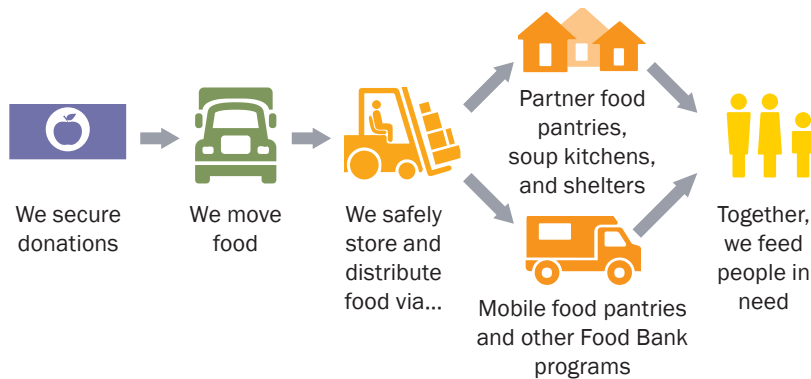 We secure
donations
We move
food
We safely
store and
distribute
food via...
Partner food
pantries,
soup kitchens,
and shelters
Mobile food pantries
and other Food Bank
programs
Together,
we feed
people in
need